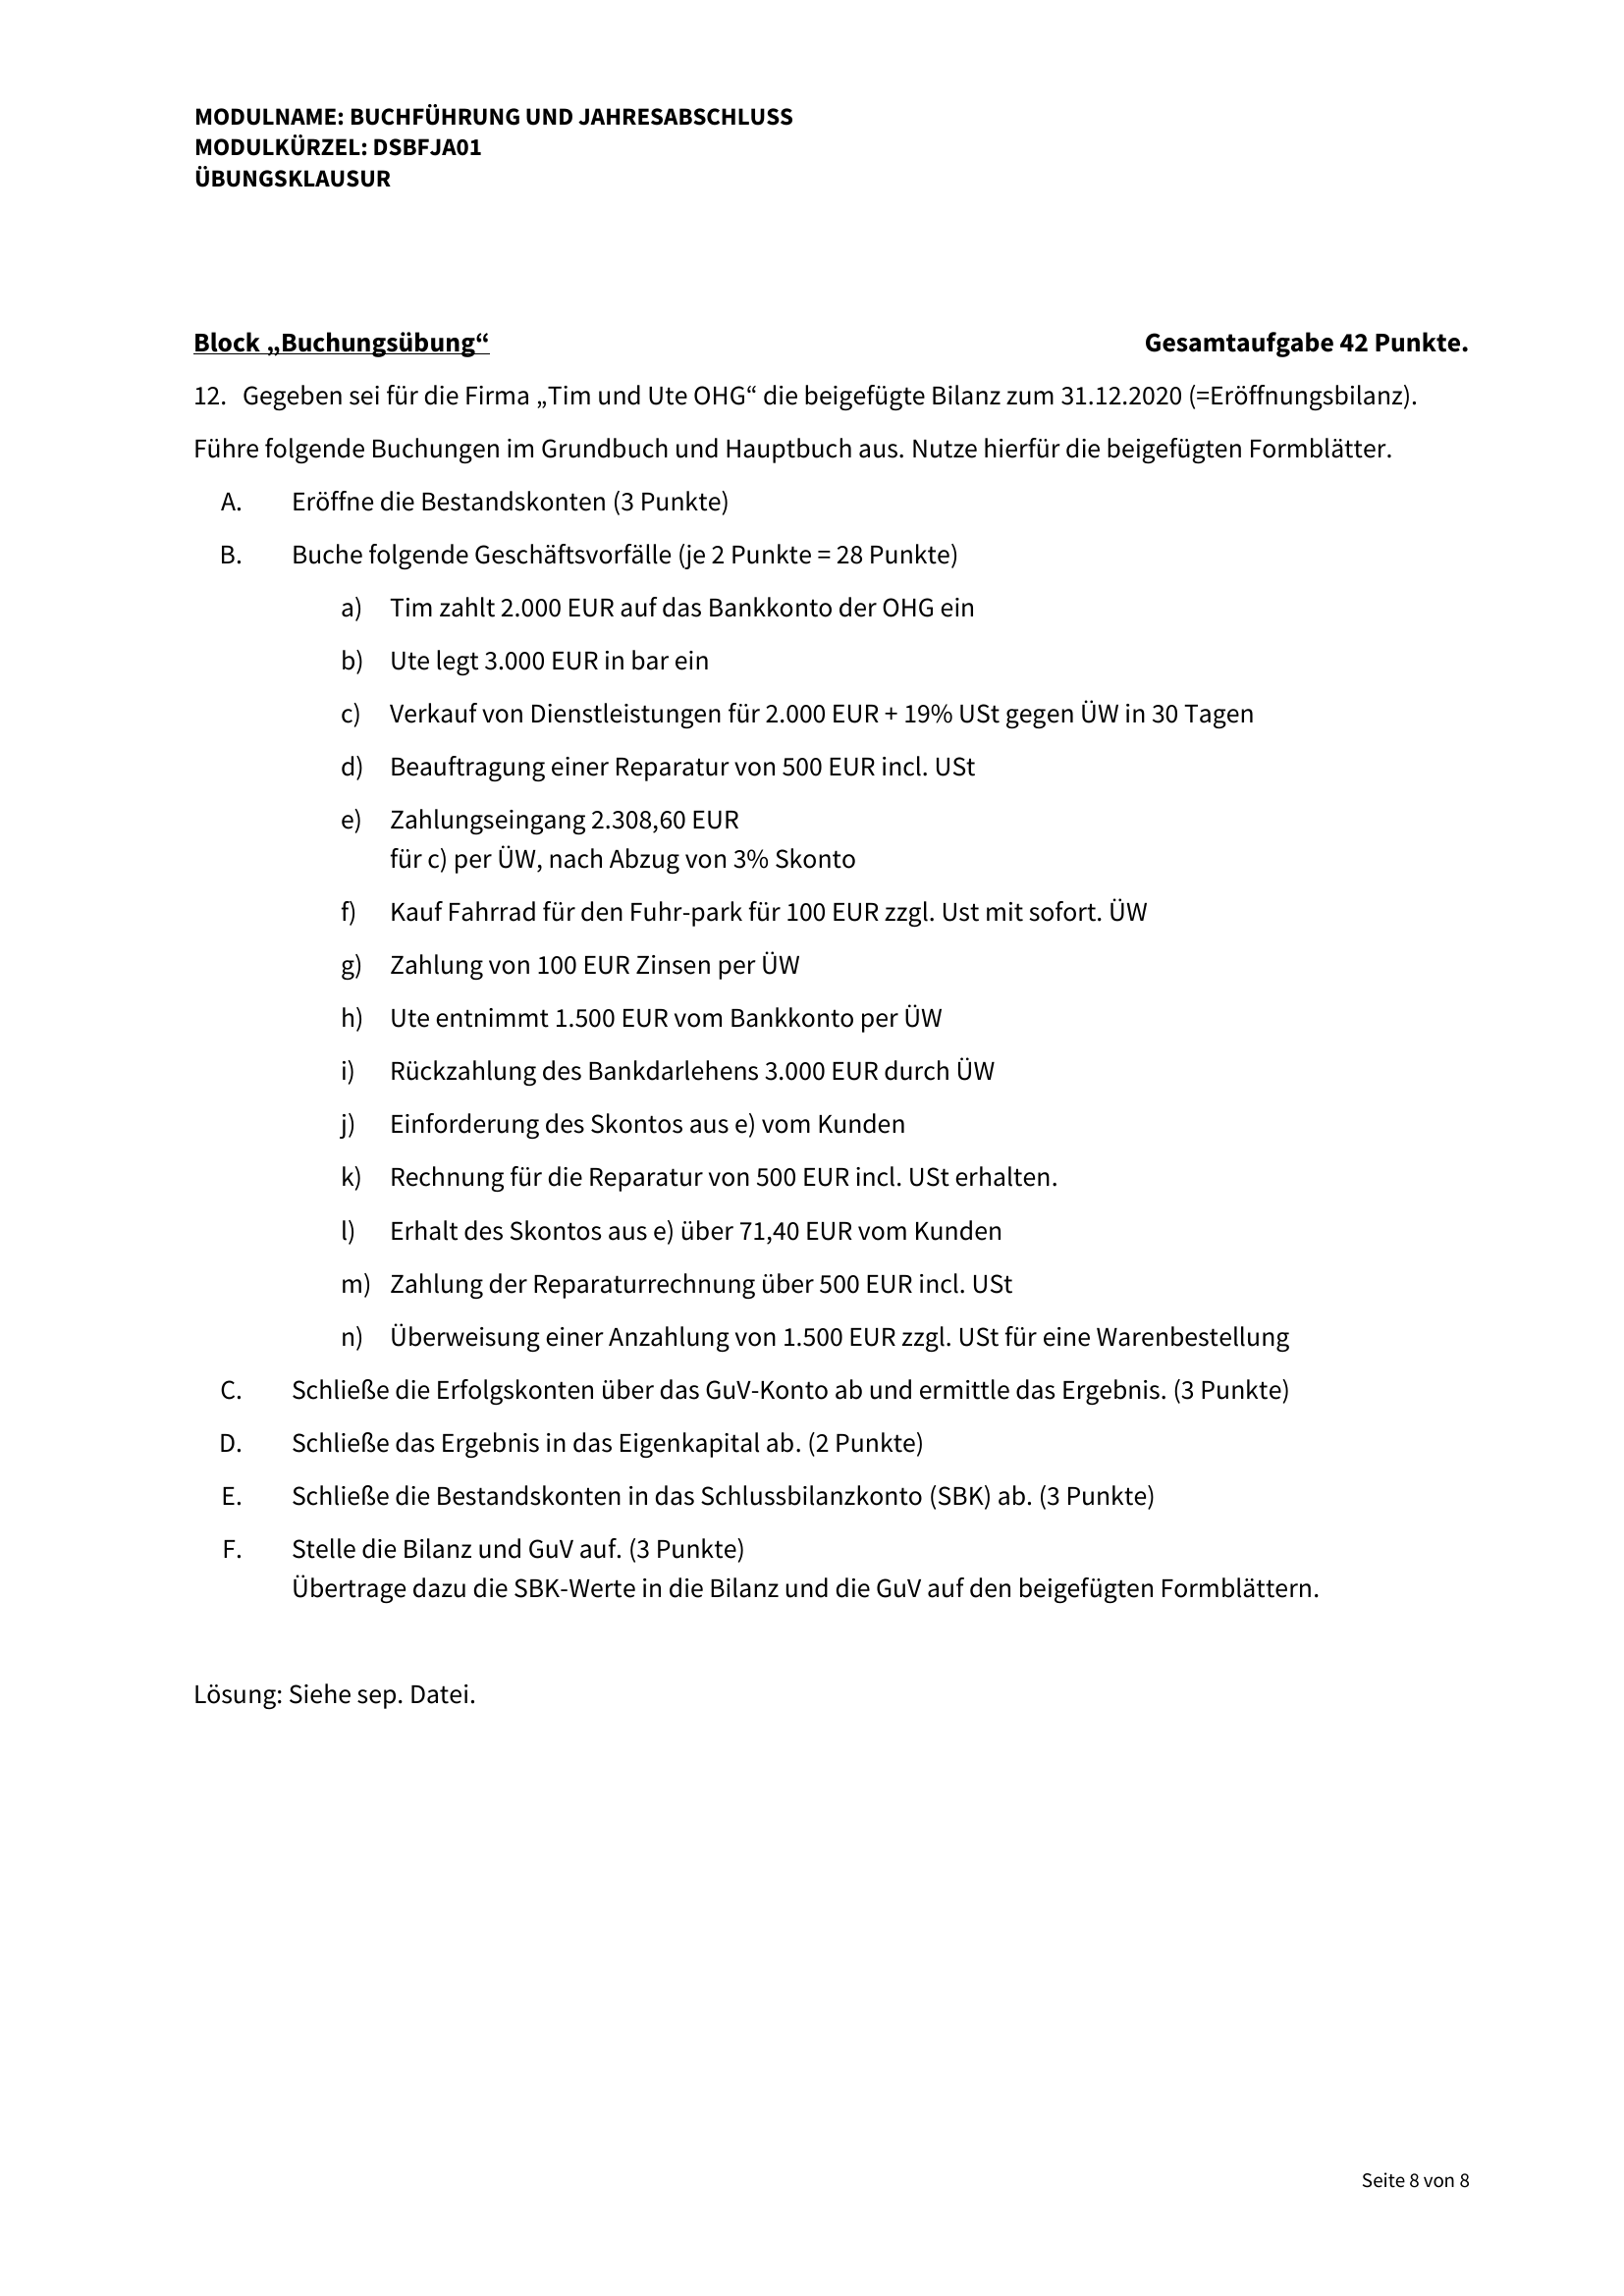 MODULNAME: BUCHFÜHRUNG UND JAHRESABSCHLUSS
MODULKÜRZEL: DSBFJA01
ÜBUNGSKLAUSUR
Block „Buchungsübung“ Gesamtaufgabe 42 Punkte.
12. Gegeben sei für die Firma „Tim und Ute OHG“ die beigefügte Bilanz zum 31.12.2020 (=Eröffnungsbilanz).
Führe folgende Buchungen im Grundbuch und Hauptbuch aus. Nutze hierfür die beigefügten Formblätter.
A. Eröffne die Bestandskonten (3 Punkte)
B. Buche folgende Geschäftsvorfälle (je 2 Punkte = 28 Punkte)
a) Tim zahlt 2.000 EUR auf das Bankkonto der OHG ein
b) Ute legt 3.000 EUR in bar ein
c) Verkauf von Dienstleistungen für 2.000 EUR + 19% USt gegen ÜW in 30 Tagen
d) Beauftragung einer Reparatur von 500 EUR incl. USt
e) Zahlungseingang 2.308,60 EUR
für c) per ÜW, nach Abzug von 3% Skonto
f) Kauf Fahrrad für den Fuhr-park für 100 EUR zzgl. Ust mit sofort. ÜW
g) Zahlung von 100 EUR Zinsen per ÜW
h) Ute entnimmt 1.500 EUR vom Bankkonto per ÜW
i) Rückzahlung des Bankdarlehens 3.000 EUR durch ÜW
j) Einforderung des Skontos aus e) vom Kunden
k) Rechnung für die Reparatur von 500 EUR incl. USt erhalten.
l) Erhalt des Skontos aus e) über 71,40 EUR vom Kunden
m) Zahlung der Reparaturrechnung über 500 EUR incl. USt
n) Überweisung einer Anzahlung von 1.500 EUR zzgl. USt für eine Warenbestellung
C. Schließe die Erfolgskonten über das GuV-Konto ab und ermittle das Ergebnis. (3 Punkte)
D. Schließe das Ergebnis in das Eigenkapital ab. (2 Punkte)
E. Schließe die Bestandskonten in das Schlussbilanzkonto (SBK) ab. (3 Punkte)
F. Stelle die Bilanz und GuV auf. (3 Punkte)
Übertrage dazu die SBK-Werte in die Bilanz und die GuV auf den beigefügten Formblättern.
Lösung: Siehe sep. Datei.
Seite 8 von 8